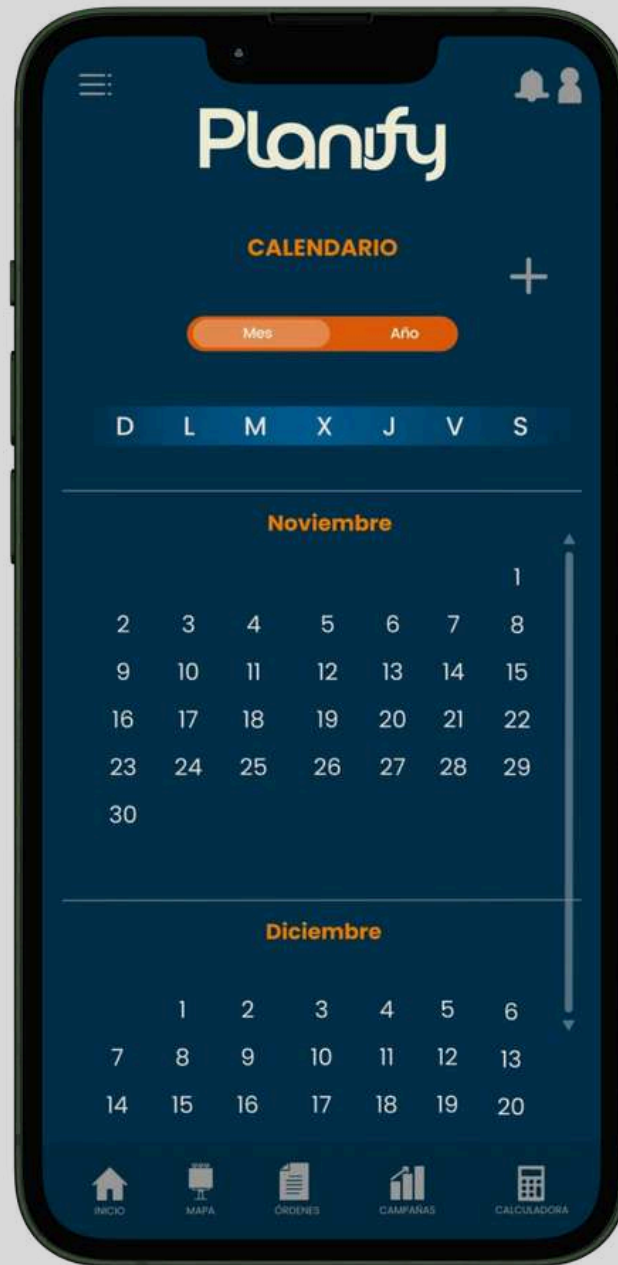 Planify
CALENDARIO
Mes Año
D L M X J V S
Noviembre
1
2 3 4 5 6 7 8
9 10 11 12 13 14 15
16 17 18 19 20 21 22
23 24 25 26 27 28 29
30
Diciembre
1 2 3 4 5 6
7 8 9 10 11 12 13
14 15 16 17 18 19 20
INICIO MAPA ÓRDENES CAMPAÑAS CALCULADORA